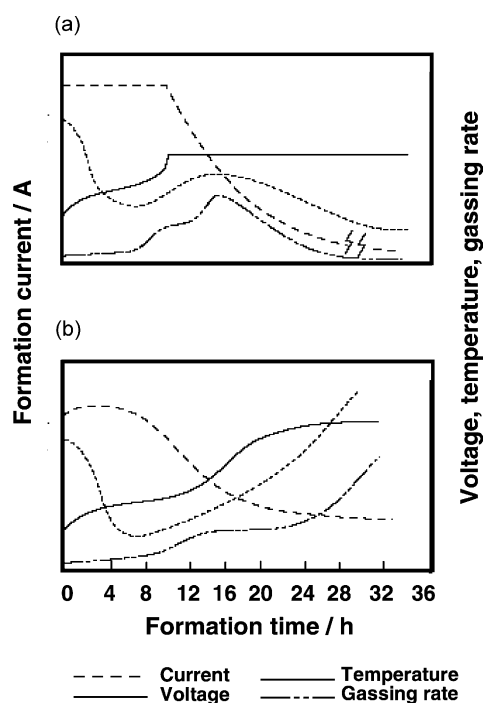 (a)
Formation current / A
Voltage, temperature, gassing rate
(b)
0 4 8 12 16 20 24 28 32 36
Formation time / h
Current Temperature
Voltage Gassing rate